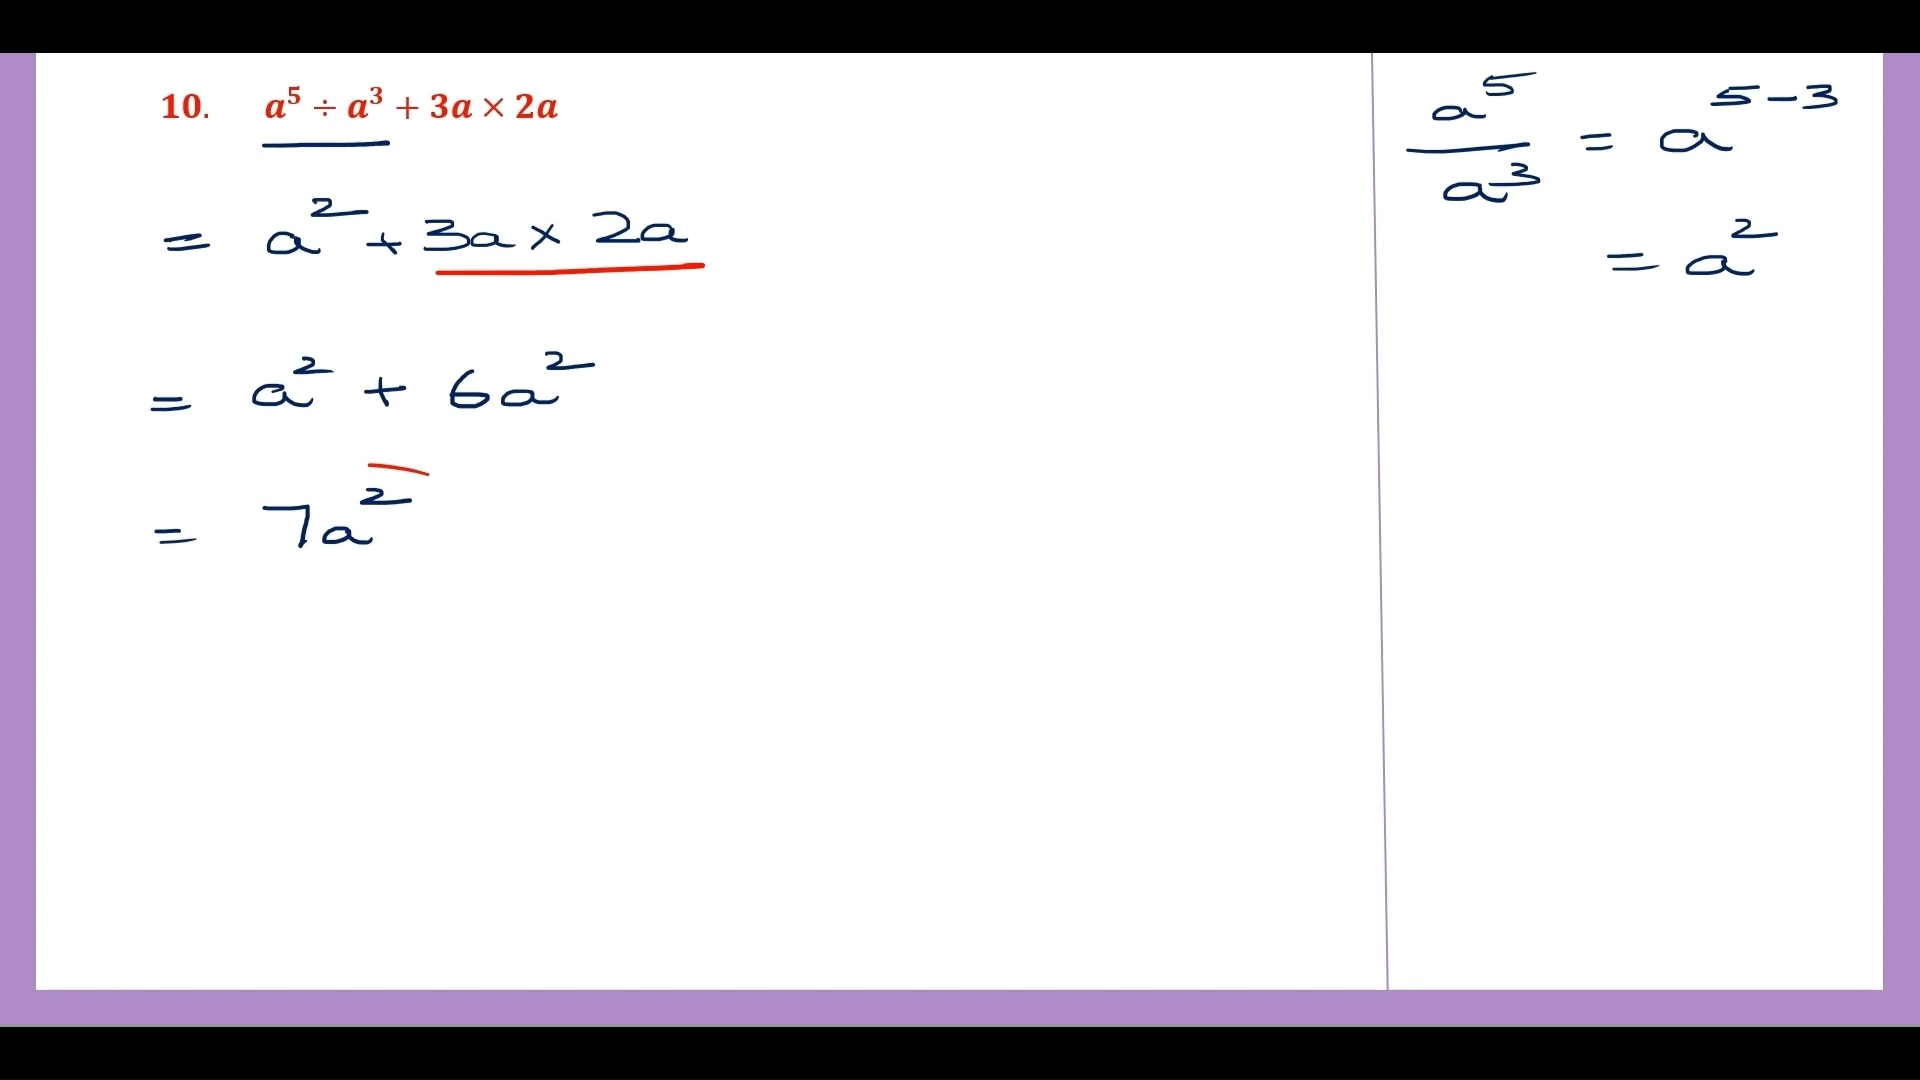 10. a⁵ ÷ a³ + 3a × 2a
= a² + 3a × 2a
= a² + 6a²
= 7a²
a⁵/a³ = a⁵⁻³
= a²